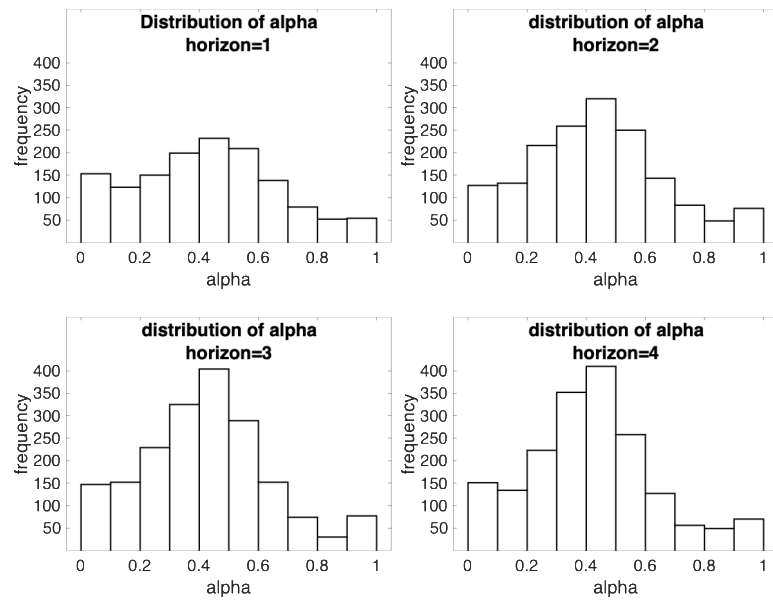 Distribution of alpha
horizon=1
frequency
400
350
300
250
200
150
100
50
0 0.2 0.4 0.6 0.8 1
alpha
distribution of alpha
horizon=2
frequency
400
350
300
250
200
150
100
50
0 0.2 0.4 0.6 0.8 1
alpha
distribution of alpha
horizon=3
frequency
400
350
300
250
200
150
100
50
0 0.2 0.4 0.6 0.8 1
alpha
distribution of alpha
horizon=4
frequency
400
350
300
250
200
150
100
50
0 0.2 0.4 0.6 0.8 1
alpha